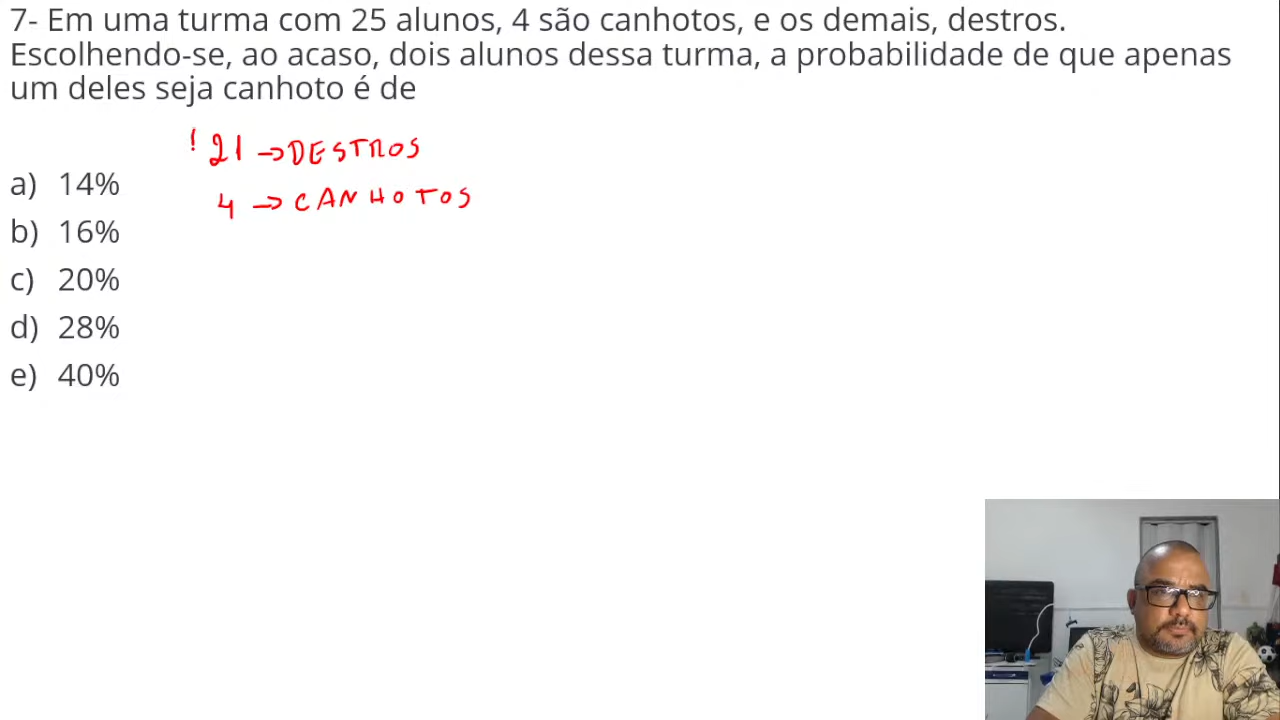 7- Em uma turma com 25 alunos, 4 são canhotos, e os demais, destros.
Escolhendo-se, ao acaso, dois alunos dessa turma, a probabilidade de que apenas
um deles seja canhoto é de
! 21 → DESTROS
a) 14%
4 → CANHOTOS
b) 16%
c) 20%
d) 28%
e) 40%